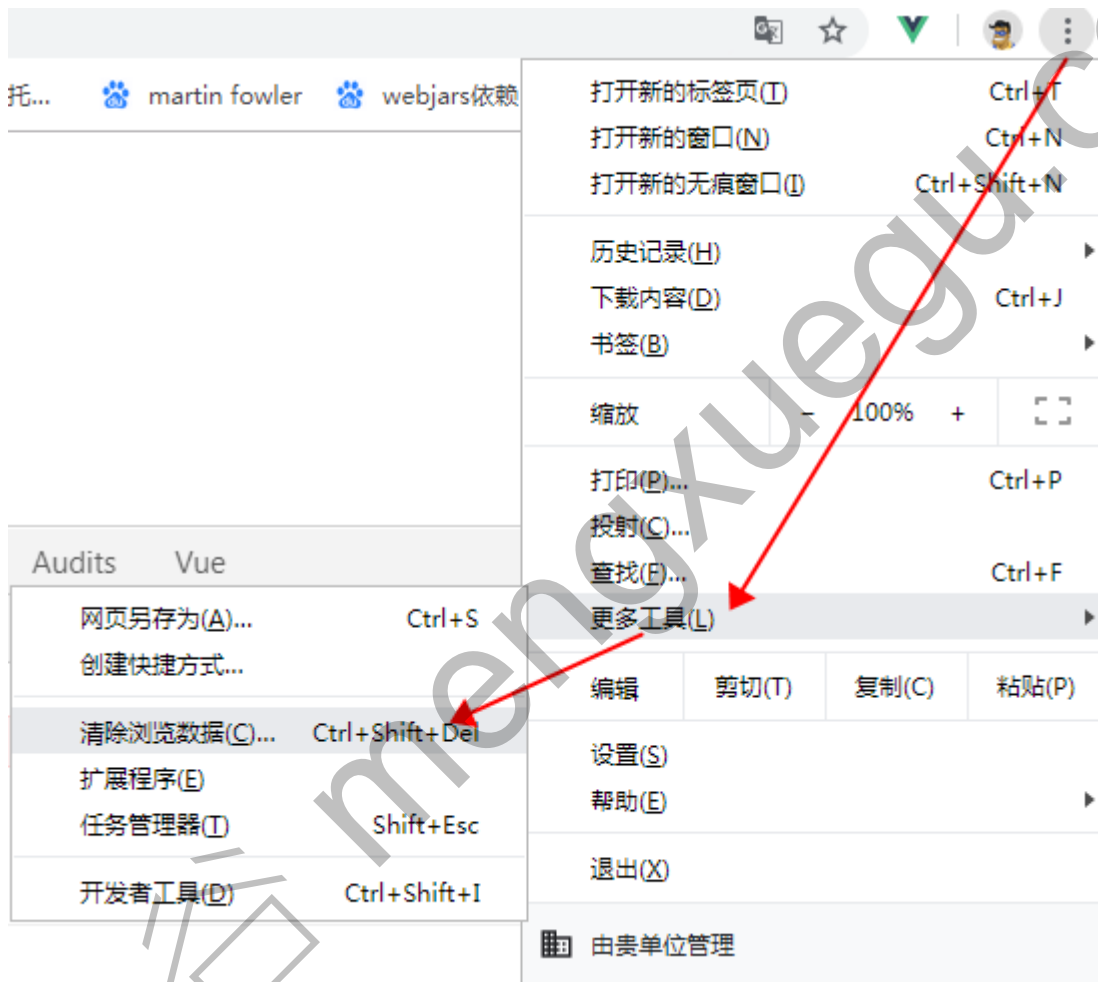 托...
martin fowler
webjars依赖
打开新的标签页(T) Ctrl+T
打开新的窗口(N) Ctrl+N
打开新的无痕窗口(I) Ctrl+Shift+N
历史记录(H)
下载内容(D) Ctrl+J
书签(B)
缩放 - 100% +
打印(P)... Ctrl+P
投射(C)...
查找(F)... Ctrl+F
更多工具(L)
编辑 剪切(T) 复制(C) 粘贴(P)
设置(S)
帮助(E)
退出(X)
由贵单位管理
Audits Vue
网页另存为(A)... Ctrl+S
创建快捷方式...
清除浏览数据(C)... Ctrl+Shift+Del
扩展程序(E)
任务管理器(T) Shift+Esc
开发者工具(D) Ctrl+Shift+I
谷 mengxuegu.c